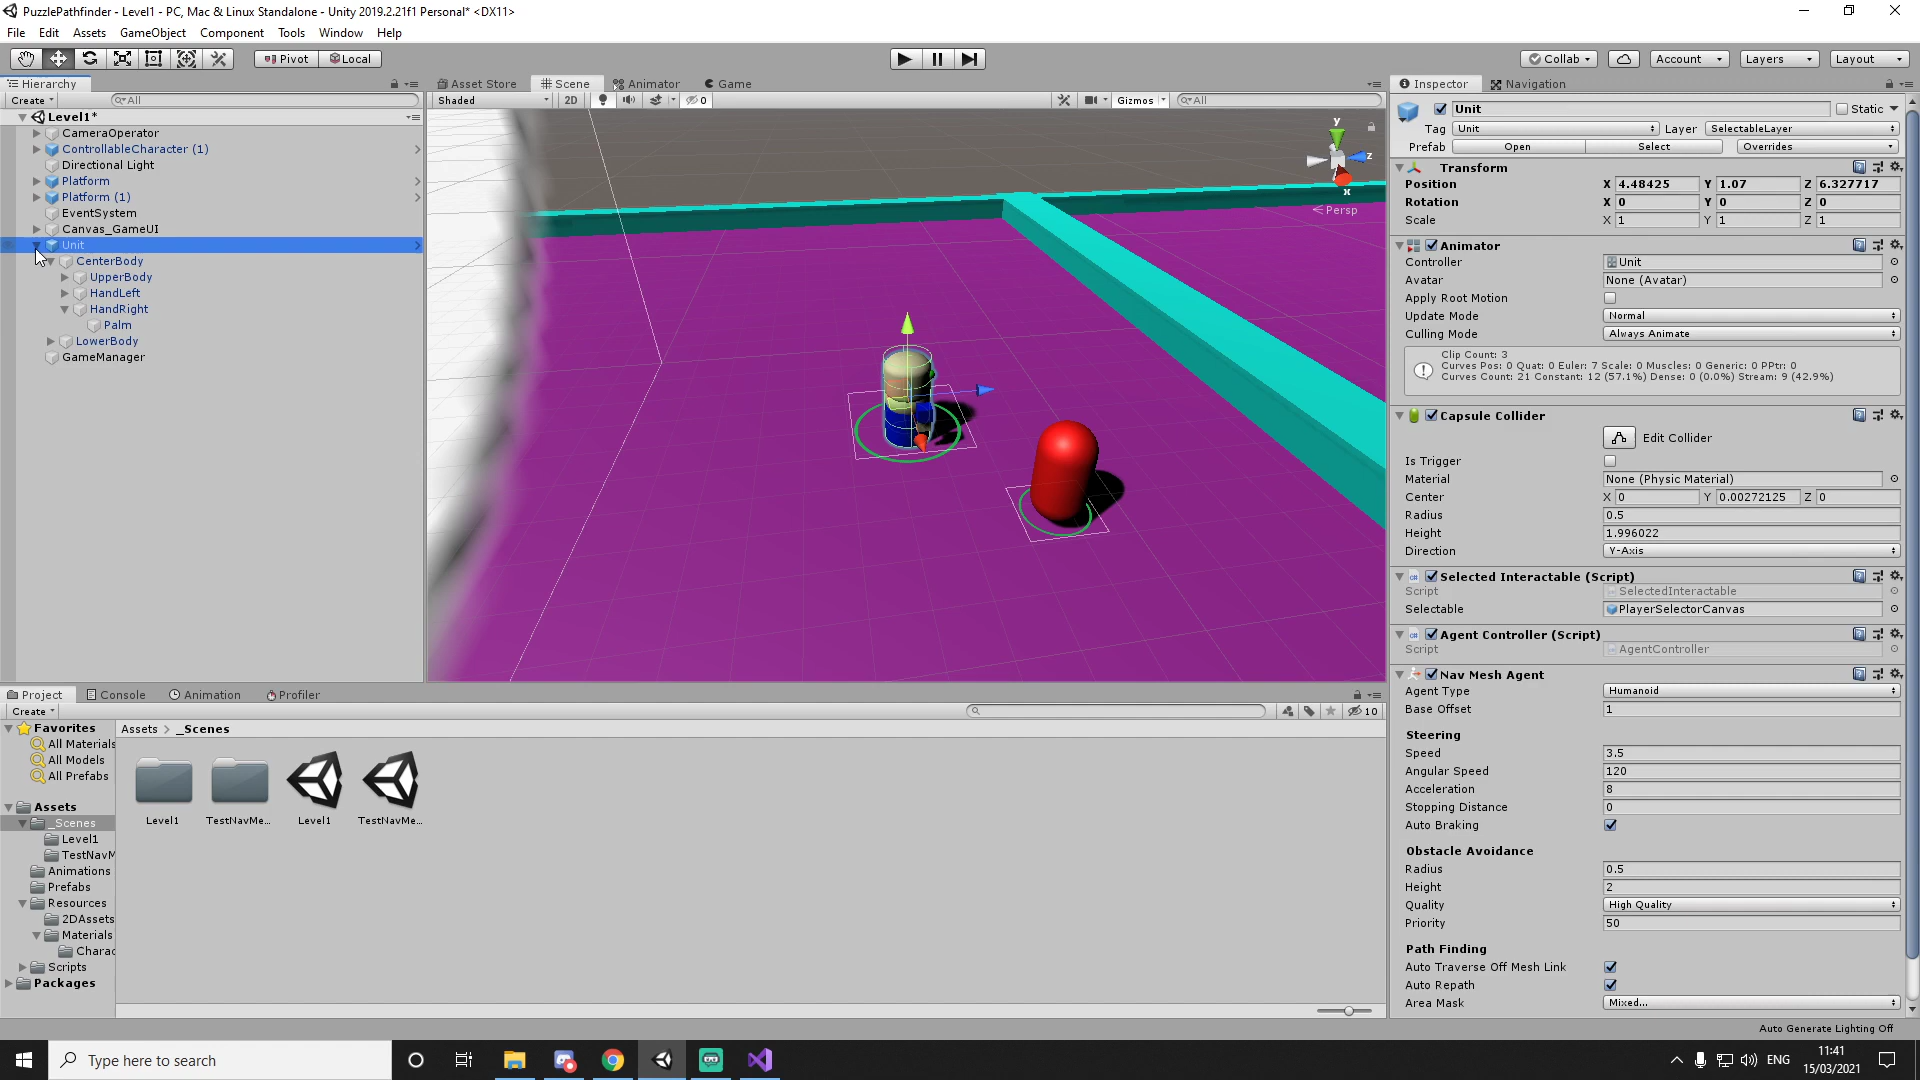 PuzzlePathfinder - Level1 - PC, Mac & Linux Standalone - Unity 2019.2.21f1 Personal* <DX11>
File Edit Assets GameObject Component Tools Window Help
Pivot Local Collab Account Layers Layout
Hierarchy
Create All
Level1*
CameraOperator
ControllableCharacter (1)
Directional Light
Platform
Platform (1)
EventSystem
Canvas_GameUI
Unit
CenterBody
UpperBody
HandLeft
HandRight
Palm
LowerBody
GameManager
Asset Store Scene Animator Game
Shaded 2D 0 Gizmos All
y
z
x
Persp
Project Console Animation Profiler
Create 10
Favorites
All Materials
All Models
All Prefabs
Assets
_Scenes
Level1
TestNavM
Animations
Prefabs
Resources
2DAssets
Materials
Charac
Scripts
Packages
Assets > _Scenes
Level1 TestNavMe... Level1 TestNavMe...
Inspector Navigation
Unit Static
Tag Unit Layer SelectableLayer
Prefab Open Select Overrides
Transform
Position X 4.48425 Y 1.07 Z 6.327717
Rotation X 0 Y 0 Z 0
Scale X 1 Y 1 Z 1
Animator
Controller Unit
Avatar None (Avatar)
Apply Root Motion
Update Mode Normal
Culling Mode Always Animate
Clip Count: 3
Curves Pos: 0 Quat: 0 Euler: 7 Scale: 0 Muscles: 0 Generic: 0 PPtr: 0
Curves Count: 21 Constant: 12 (57.1%) Dense: 0 (0.0%) Stream: 9 (42.9%)
Capsule Collider
Edit Collider
Is Trigger
Material None (Physic Material)
Center X 0 Y 0.00272125 Z 0
Radius 0.5
Height 1.996022
Direction Y-Axis
Selected Interactable (Script)
Script SelectedInteractable
Selectable PlayerSelectorCanvas
Agent Controller (Script)
Script AgentController
Nav Mesh Agent
Agent Type Humanoid
Base Offset 1
Steering
Speed 3.5
Angular Speed 120
Acceleration 8
Stopping Distance 0
Auto Braking
Obstacle Avoidance
Radius 0.5
Height 2
Quality High Quality
Priority 50
Path Finding
Auto Traverse Off Mesh Link
Auto Repath
Area Mask Mixed...
Auto Generate Lighting Off
Type here to search
ENG
11:41
15/03/2021